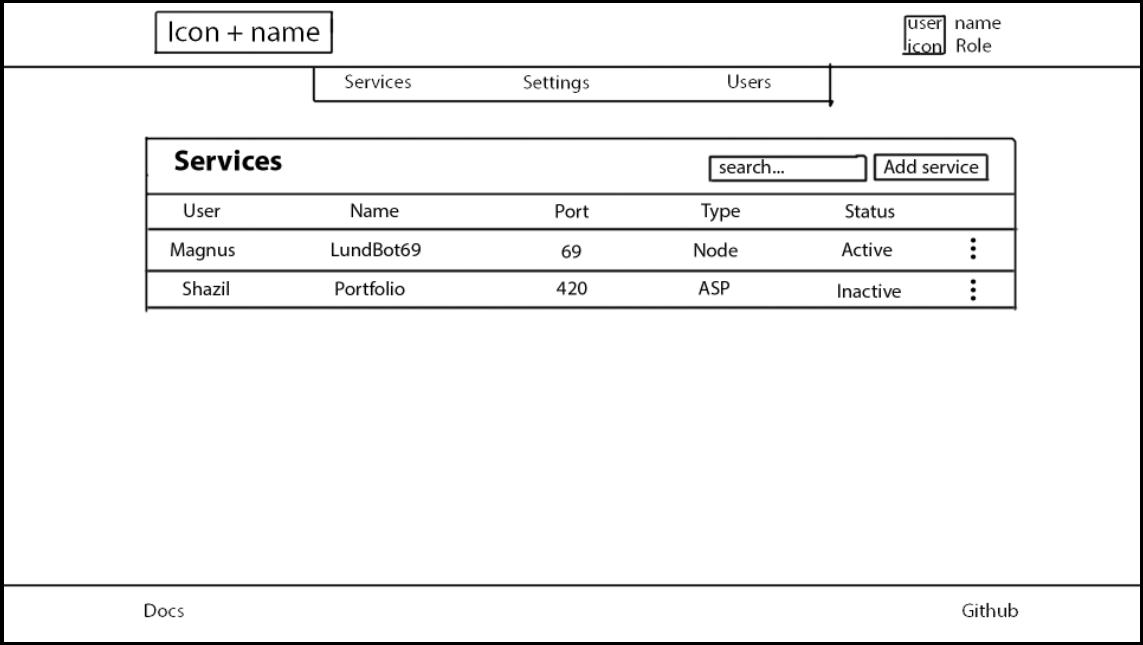 Icon + name
user icon
name
Role
Services Settings Users
Services
search...
Add service
User Name Port Type Status
Magnus LundBot69 69 Node Active
Shazil Portfolio 420 ASP Inactive
Docs
Github